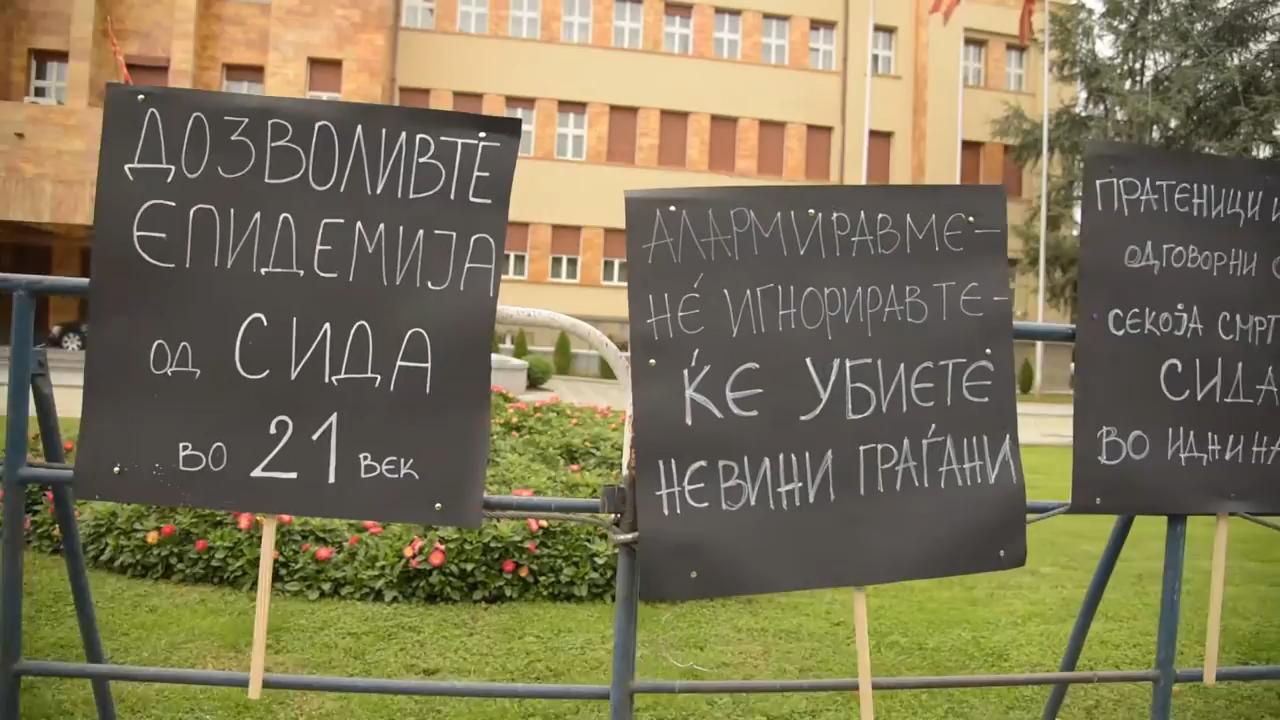 ДОЗВОЛИВТЕ
ЕПИДЕМИЈА
ОД СИДА
ВО 21 ВЕК
АЛАРМИРАВМЕ-
НЕ ИГНОРИРАВТЕ-
ЌЕ УБИЕТЕ
НЕВИНИ ГРАЃАНИ
ПРАТЕНИЦИ
ОДГОВОРНИ
СЕКОЈА СМРТ
СИДА
ВО ИДНИНА